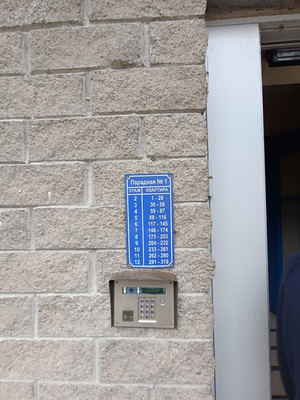 Парадная № 1
ЭТАЖ КВАРТИРА
2 1 - 29
3 30 - 58
4 59 - 87
5 88 - 116
6 117 - 145
7 146 - 174
8 175 - 203
9 204 - 232
10 233 - 261
11 262 - 290
12 291 - 319